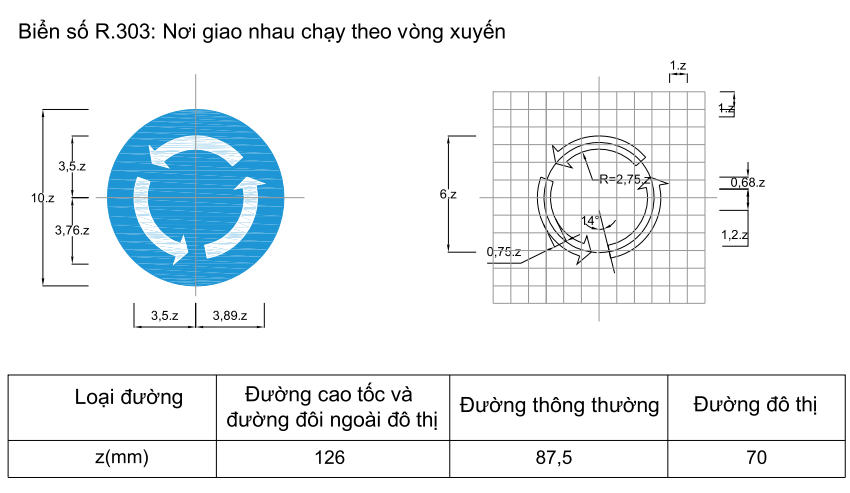 Biển số R.303: Nơi giao nhau chạy theo vòng xuyến
1.z
1.z
3,5.z
10.z
3,76.z
3,5.z
3,89.z
6.z
R=2,75.z
14°
0,75.z
0,68.z
1,2.z
Loại đường
Đường cao tốc và
đường đôi ngoài đô thị
Đường thông thường
Đường đô thị
z(mm)
126
87,5
70